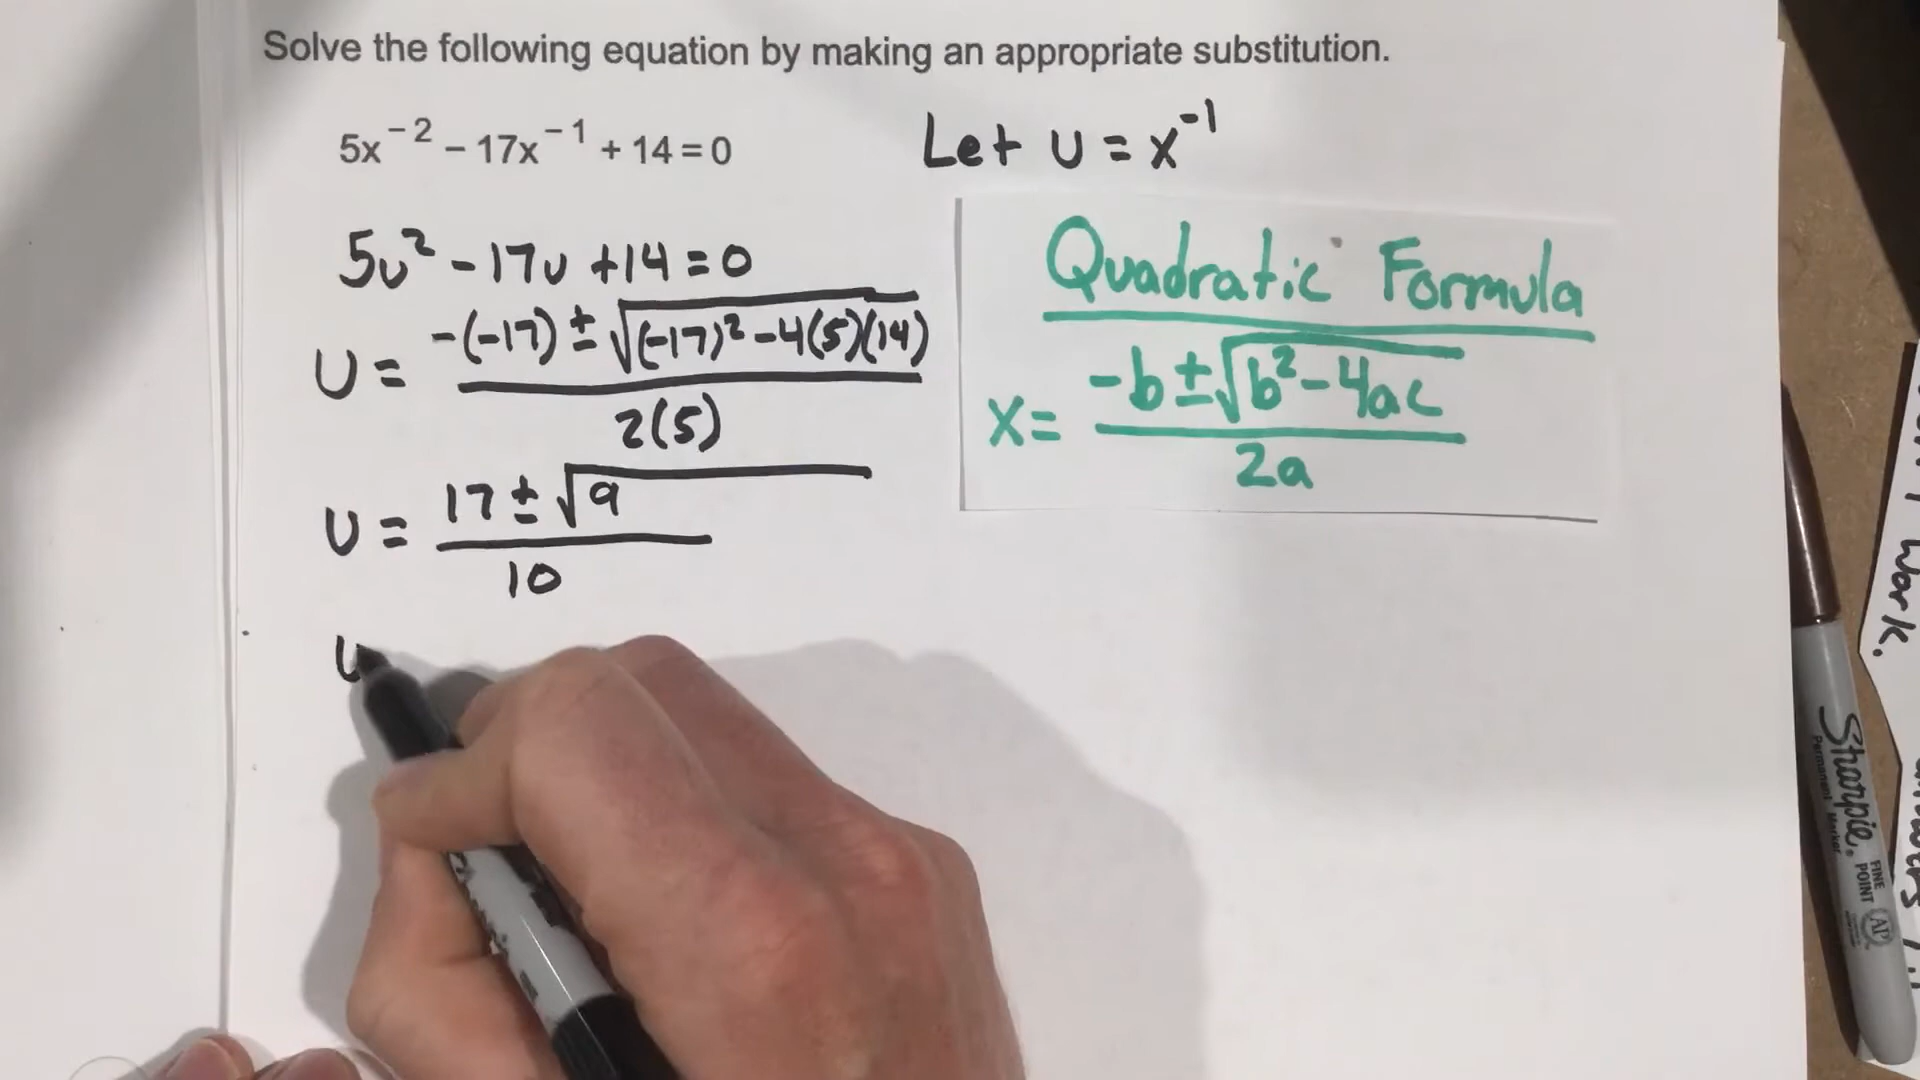 Solve the following equation by making an appropriate substitution.
5x⁻² − 17x⁻¹ + 14 = 0
Let u = x⁻¹
5u² - 17u + 14 = 0
u = -(-17) ± √(-17)² - 4(5)(14) / 2(5)
u = 17 ± √9 / 10
u
Quadratic Formula
x = -b ± √b² - 4ac / 2a
work.
Sharpie.
Permanent Marker
FINE POINT
AP